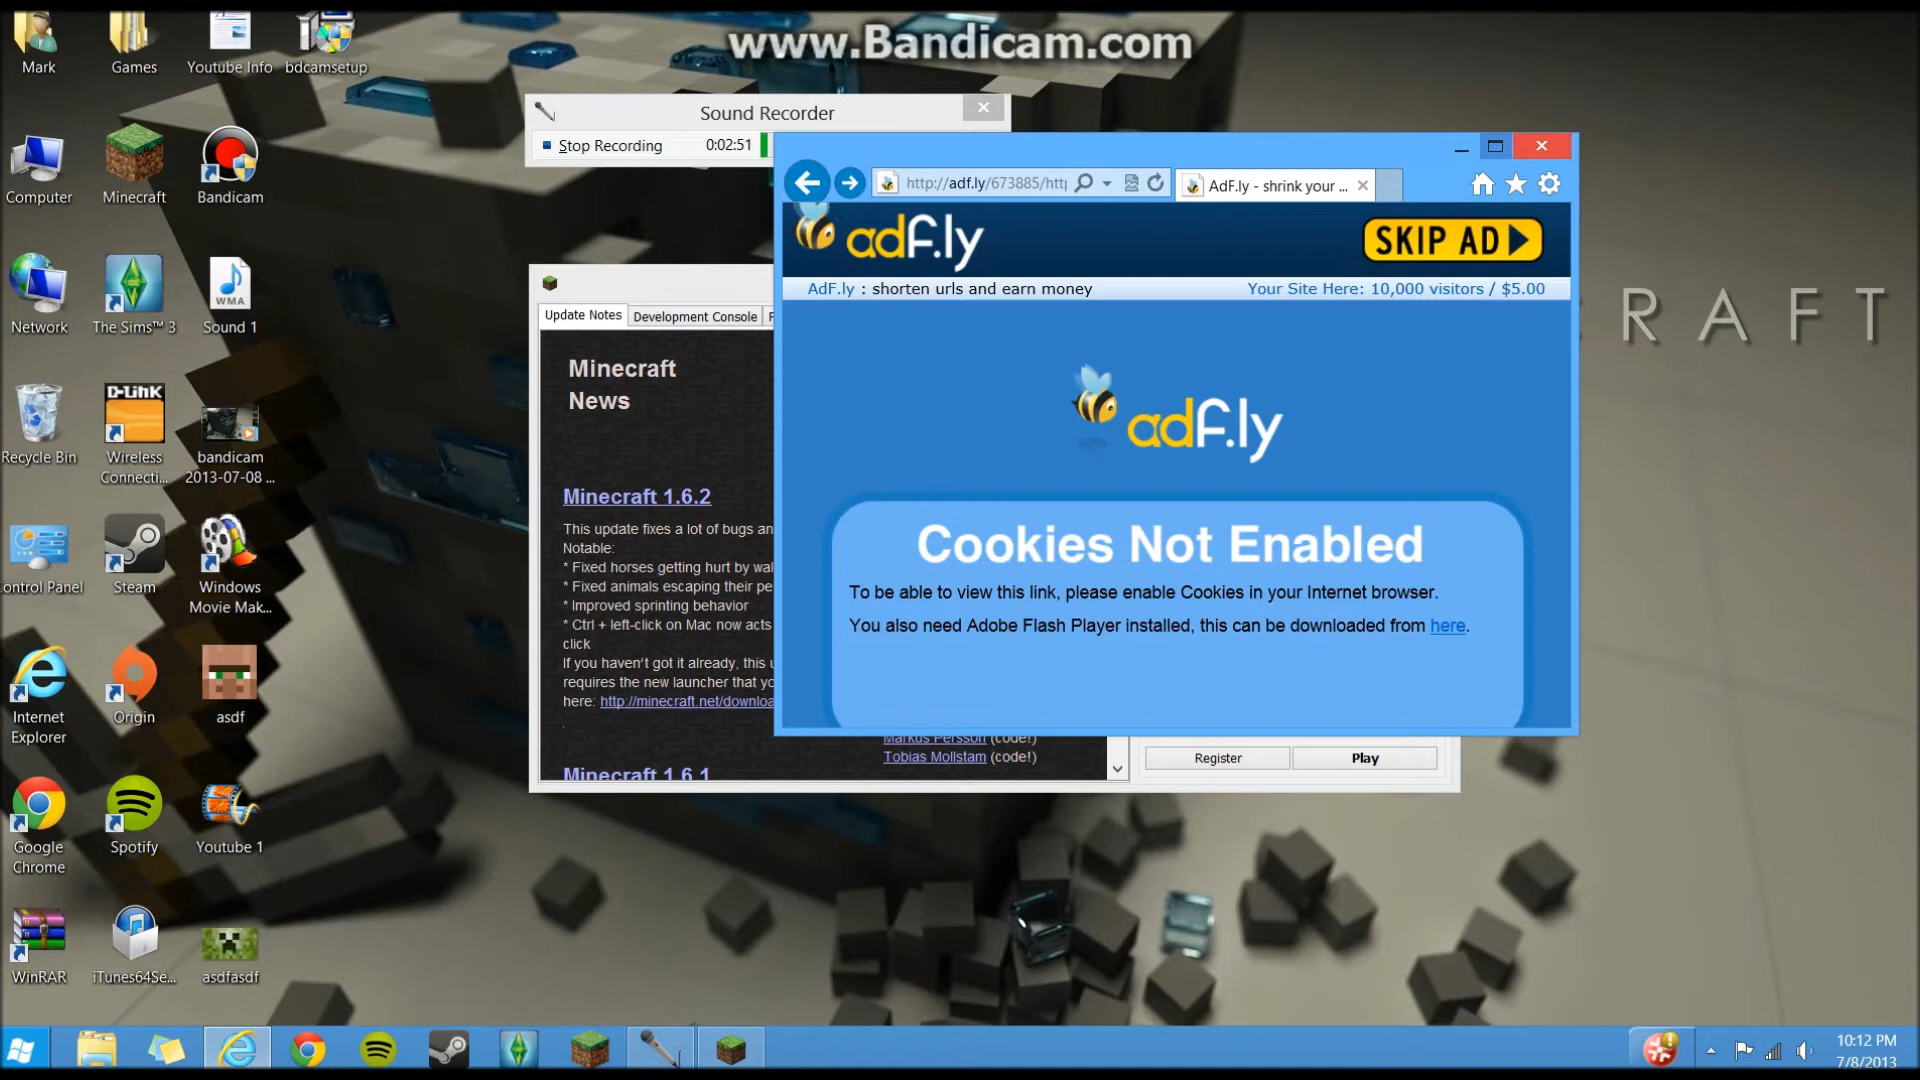 www.Bandicam.com
Mark
Games
Youtube Info
bdcamsetup
Computer
Minecraft
Bandicam
Network
The Sims™ 3
WMA
Sound 1
Recycle Bin
D-Link
Wireless
Connecti...
bandicam
2013-07-08 ...
ontrol Panel
Steam
Windows
Movie Mak...
Internet
Explorer
Origin
asdf
Google
Chrome
Spotify
Youtube 1
WinRAR
iTunes64Se...
asdfasdf
Sound Recorder
Stop Recording
0:02:51
http://adf.ly/673885/htt
AdF.ly - shrink your ...
adf.ly
SKIP AD
AdF.ly : shorten urls and earn money
Your Site Here: 10,000 visitors / $5.00
adf.ly
Cookies Not Enabled
To be able to view this link, please enable Cookies in your Internet browser.
You also need Adobe Flash Player installed, this can be downloaded from here.
RAFT
Update Notes
Development Console
Minecraft
News
Minecraft 1.6.2
This update fixes a lot of bugs an
Notable:
* Fixed horses getting hurt by wal
* Fixed animals escaping their pe
* Improved sprinting behavior
* Ctrl + left-click on Mac now acts
click
If you haven't got it already, this u
requires the new launcher that yo
here: http://minecraft.net/downloa
Markus Persson (code!)
Tobias Mollstam (code!)
Minecraft 1.6.1
Register
Play
10:12 PM
7/8/2013